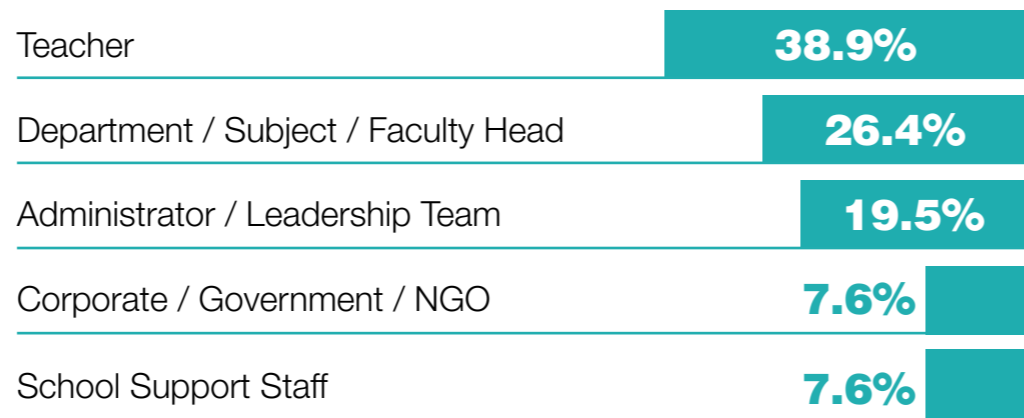 Teacher 38.9%
Department / Subject / Faculty Head 26.4%
Administrator / Leadership Team 19.5%
Corporate / Government / NGO 7.6%
School Support Staff 7.6%